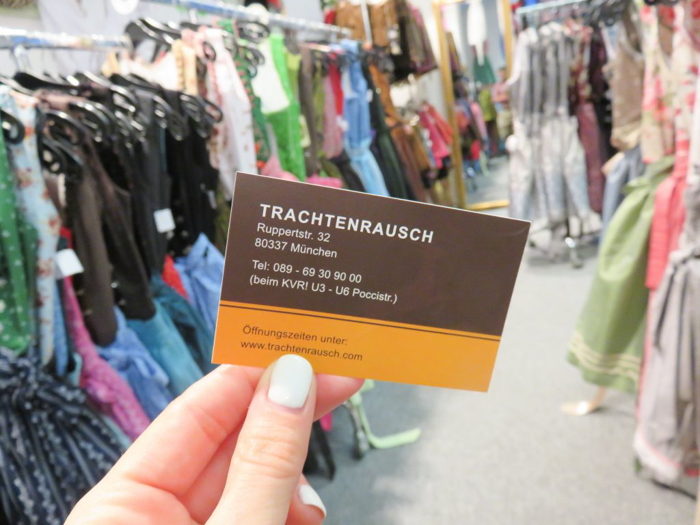 TRACHTENRAUSCH
Ruppertstr. 32
80337 München
Tel: 089 - 69 30 90 00
(beim KVR! U3 - U6 Poccistr.)
Öffnungszeiten unter:
www.trachtenrausch.com